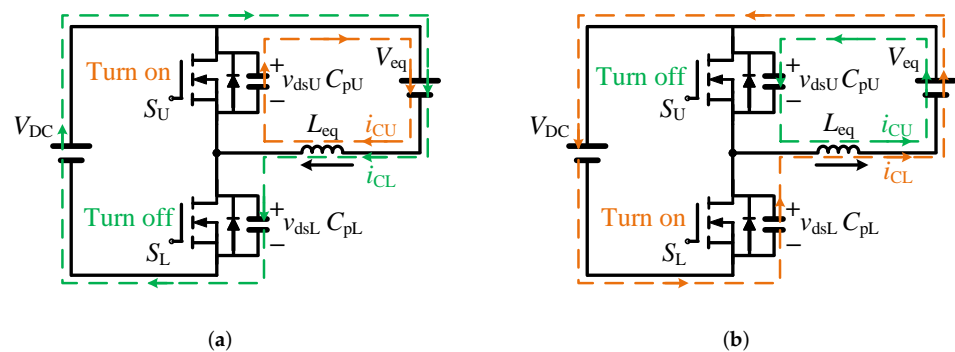 Turn on
+
v_dsU C_pU
−
V_eq
S_U
V_DC
L_eq
i_CU
i_CL
Turn off
+
v_dsL C_pL
−
S_L
(a)
Turn off
+
v_dsU C_pU
−
V_eq
S_U
V_DC
L_eq
i_CU
i_CL
Turn on
+
v_dsL C_pL
−
S_L
(b)